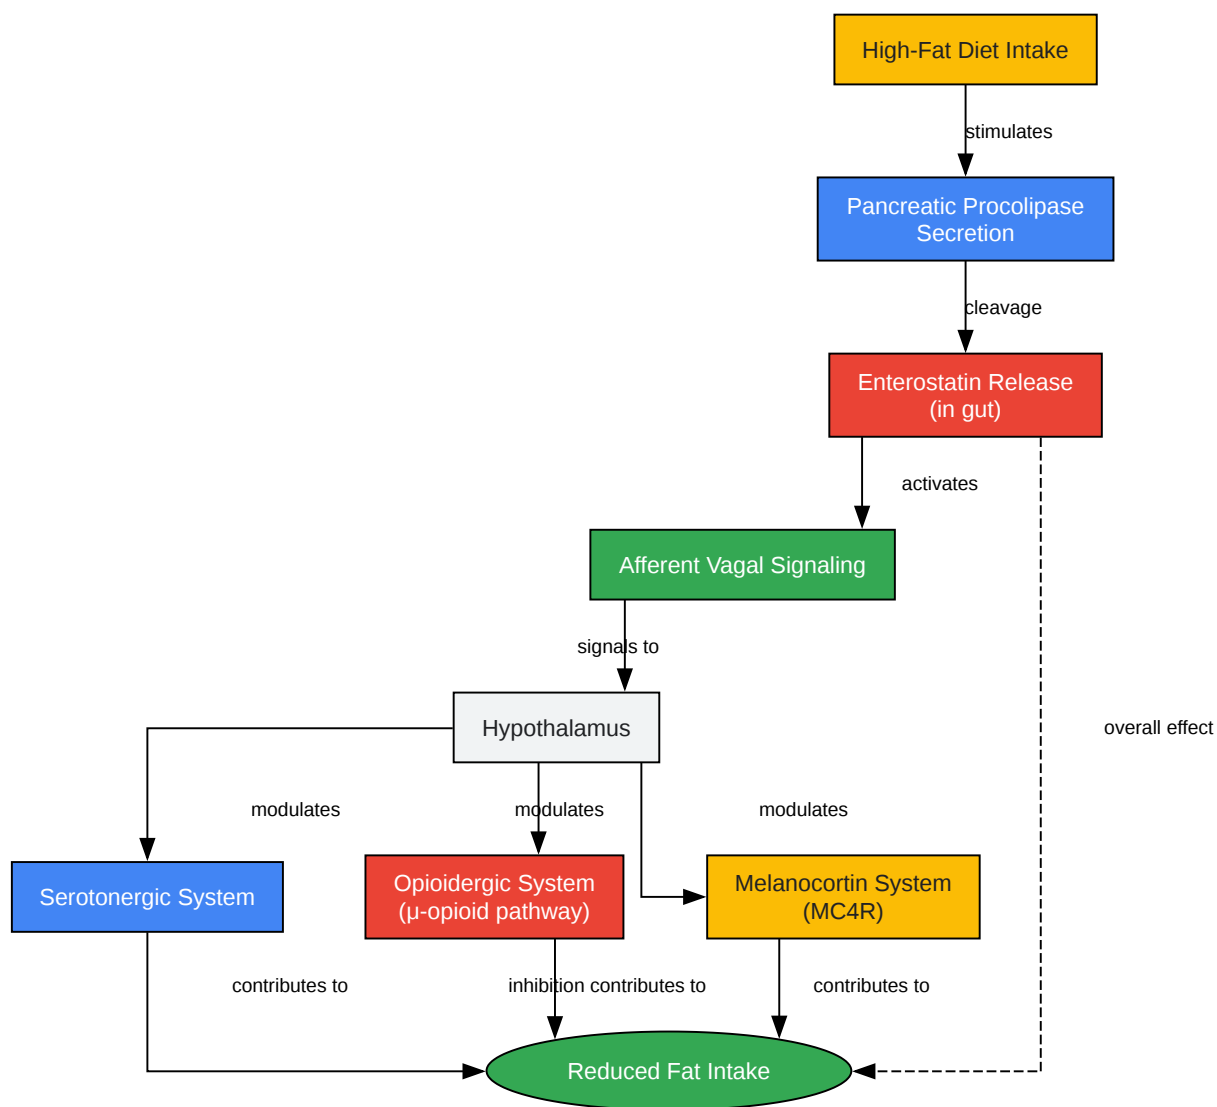 High-Fat Diet Intake
stimulates
Pancreatic Procolipase
Secretion
cleavage
Enterostatin Release
(in gut)
activates
Afferent Vagal Signaling
signals to
Hypothalamus
overall effect
modulates
modulates
modulates
Serotonergic System
Opioidergic System
(μ-opioid pathway)
Melanocortin System
(MC4R)
contributes to
inhibition contributes to
contributes to
Reduced Fat Intake